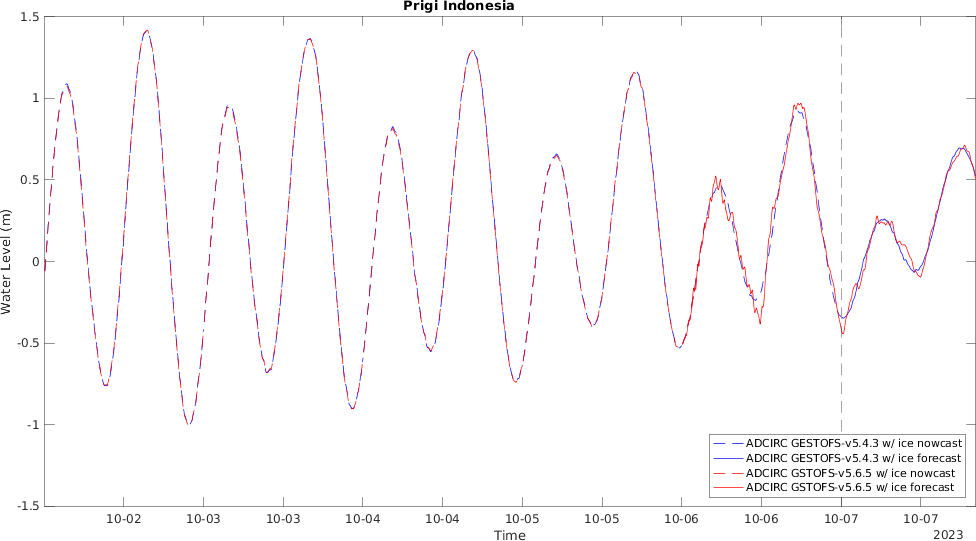 Prigi Indonesia
1.5
1
0.5
0
-0.5
-1
-1.5
Water Level (m)
ADCIRC GESTOFS-v5.4.3 w/ ice nowcast
ADCIRC GESTOFS-v5.4.3 w/ ice forecast
ADCIRC GSTOFS-v5.6.5 w/ ice nowcast
ADCIRC GSTOFS-v5.6.5 w/ ice forecast
10-02 10-03 10-03 10-04 10-04 10-05 10-05 10-06 10-06 10-07 10-07
Time
2023